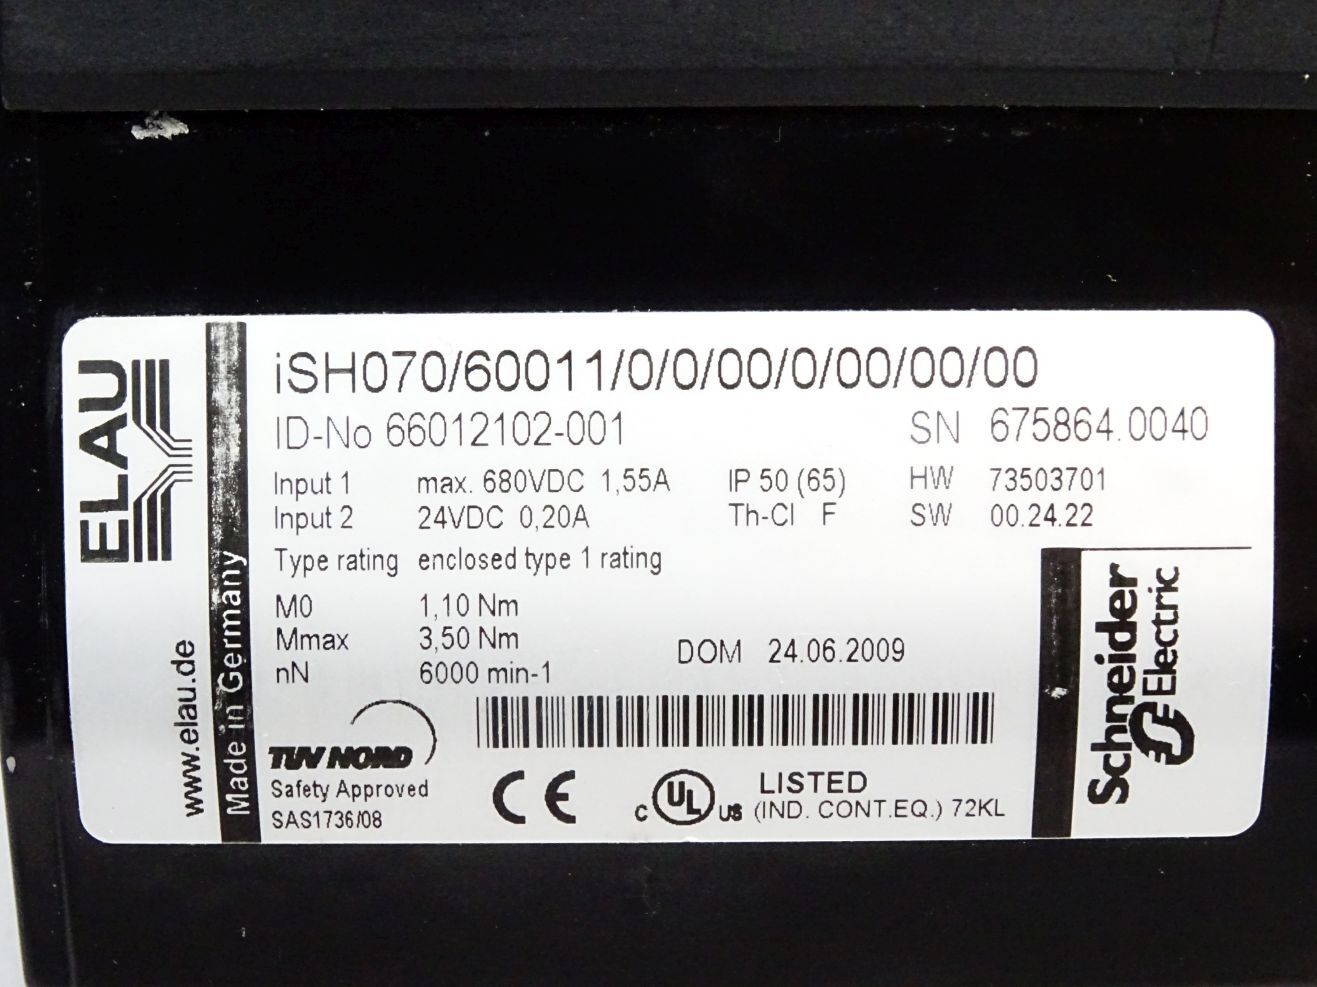 ELAU
www.elau.de
Made in Germany
iSH070/60011/0/0/00/0/00/00/00
ID-No 66012102-001 SN 675864.0040
Input 1 max. 680VDC 1,55A IP 50 (65) HW 73503701
Input 2 24VDC 0,20A Th-Cl F SW 00.24.22
Type rating enclosed type 1 rating
M0 1,10 Nm
Mmax 3,50 Nm
nN 6000 min-1
DOM 24.06.2009
TUV NORD
Safety Approved
SAS1736/08
CE
c UL us LISTED
(IND. CONT.EQ.) 72KL
Schneider
Electric